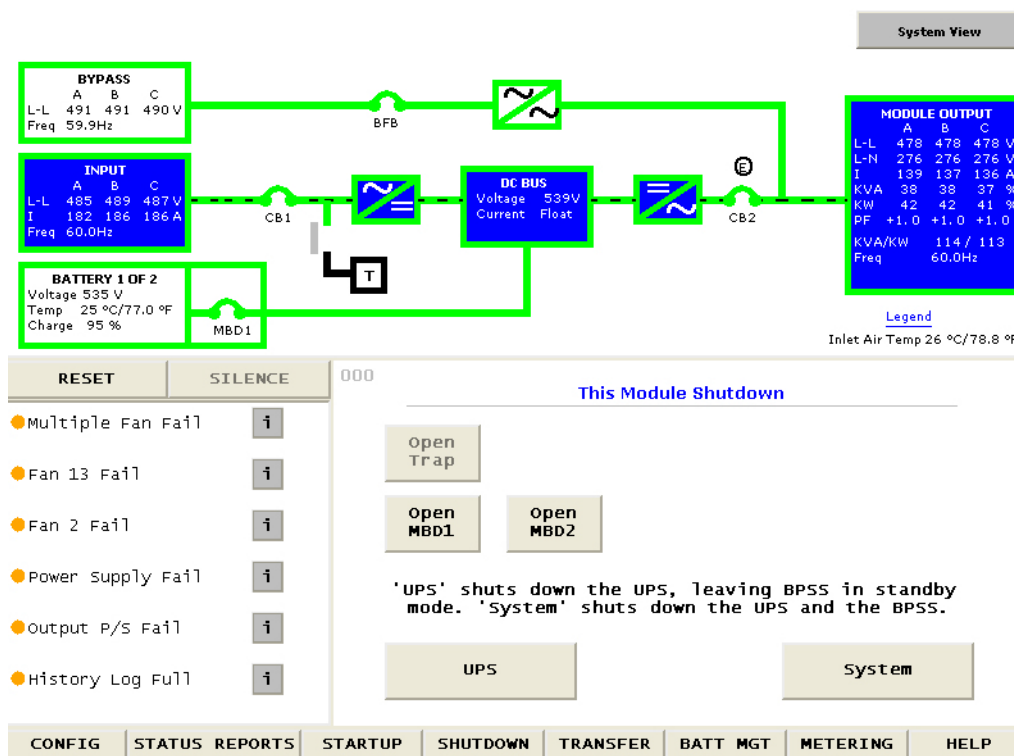 System View
BYPASS
A B C
L-L 491 491 490 V
Freq 59.9Hz
BFB
INPUT
A B C
L-L 485 489 487 V
I 182 186 186 A
Freq 60.0Hz
CB1
T
DC BUS
Voltage 539V
Current Float
E
CB2
MODULE OUTPUT
A B C
L-L 478 478 478 V
L-N 276 276 276 V
I 139 137 136 A
KVA 38 38 37 %
KW 42 42 41 %
PF +1.0 +1.0 +1.0
KVA/KW 114 / 113
Freq 60.0Hz
BATTERY 1 OF 2
Voltage 535 V
Temp 25 ºC/77.0 ºF
Charge 95 %
MBD1
Legend
Inlet Air Temp 26 ºC/78.8 ºF
RESET
SILENCE
Multiple Fan Fail i
Fan 13 Fail i
Fan 2 Fail i
Power Supply Fail i
Output P/S Fail i
History Log Full i
000
This Module Shutdown
Open
Trap
Open
MBD1
Open
MBD2
'UPS' shuts down the UPS, leaving BPSS in standby
mode. 'System' shuts down the UPS and the BPSS.
UPS
System
CONFIG STATUS REPORTS STARTUP SHUTDOWN TRANSFER BATT MGT METERING HELP